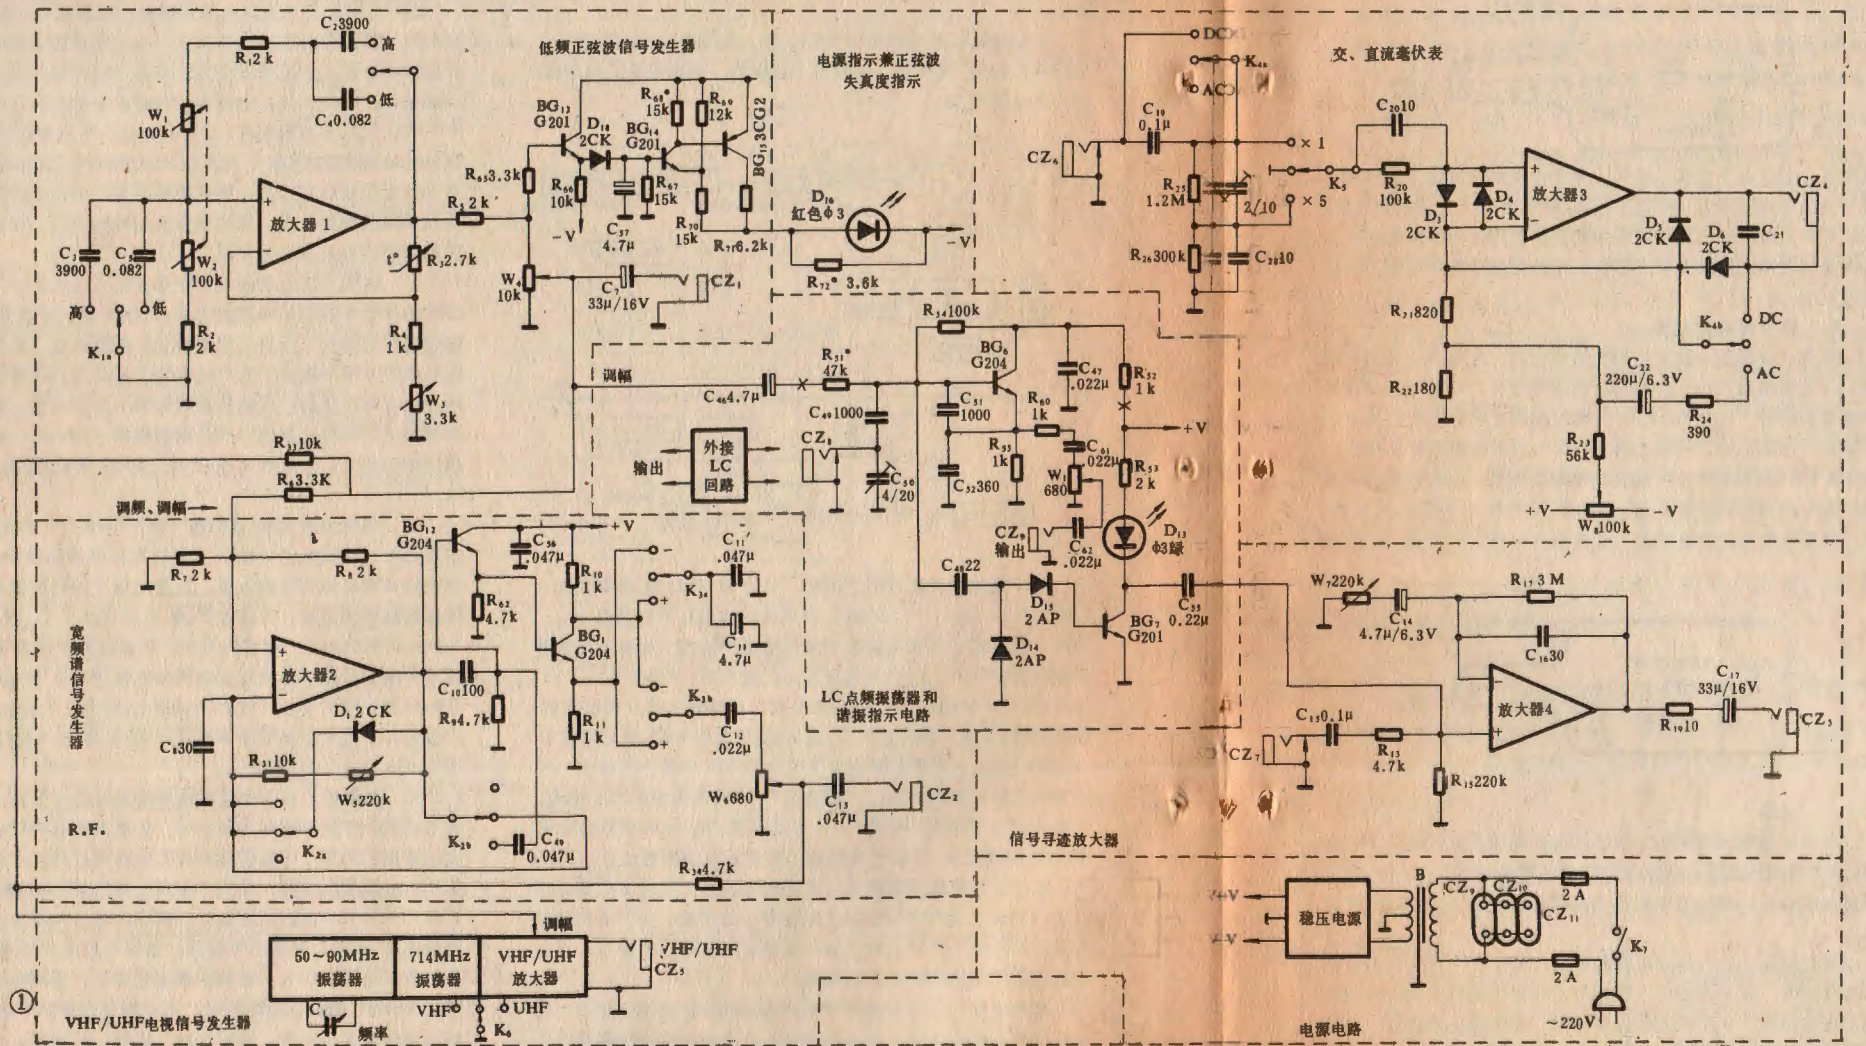 低频正弦波信号发生器
C₂3900
高
R₁2k
低
C₄0.082
W₁
100k
C₃
3900
C₅
0.082
W₂
100k
高
低
K₁ₐ
R₂
2k
放大器1
+
−
R₅2k
t°
R₃2.7k
R₄
1k
W₃
3.3k
BG₁₃
G201
D₁₈
2CK
BG₁₄
G201
R₆₈*
15k
R₆₉
12k
BG₁₅3CG2
R₆₅3.3k
R₆₆
10k
−V
C₅₇
4.7μ
R₆₇
15k
R₇₀
15k
R₇₁6.2k
W₄
10k
C₇
33μ/16V
CZ₁
电源指示兼正弦波
失真度指示
D₁₆
红色φ3
−V
R₇₂* 3.6k
交、直流毫伏表
DC
K₄ₐ
AC
C₁₉
0.1μ
CZ₆
R₂₅
1.2M
2/10
R₂₆300k
C₂₈10
×1
×5
K₅
C₂₀10
R₂₀
100k
D₃
2CK
D₄
2CK
放大器3
+
−
D₅
2CK
D₆
2CK
C₂₁
CZ₄
R₂₁820
R₂₂180
K₄b
DC
AC
C₂₂
220μ/6.3V
R₂₄
390
R₂₃
56k
+V
−V
W₈100k
调幅
C₄₆4.7μ
R₅₁*
47k
R₅₄100k
BG₆
G204
C₄₇
.022μ
R₅₂
1k
C₄₉1000
C₅₁
1000
R₆₀
1k
+V
CZ₈
C₅₀
4/20
C₅₂360
R₅₅
1k
C₆₁
.022μ
W₁
680
R₅₃
2k
输出
外接
LC
回路
CZ₉
输出
C₆₂
.022μ
D₁₃
φ3绿
C₄₈22
D₁₅
2AP
D₁₄
2AP
BG₇
G201
C₅₅
0.22μ
LC点频振荡器和
谐振指示电路
R₃₃10k
R₆3.3K
调频、调幅
R₇2k
R₈2k
宽频谱信号发生器
R.F.
放大器2
+
−
C₈30
D₁2CK
R₃₁10k
W₅220k
K₂ₐ
K₂b
C₁₀100
R₉4.7k
C₄₀
0.047μ
BG₁₂
G204
C₅₆
.047μ
+V
R₆₂
4.7k
R₁₀
1k
BG₁
G204
R₁₁
1k
−
+
K₃ₐ
C₁₁
.047μ
4.7μ
−
+
K₃b
C₁₂
.022μ
W₆680
C₁₃
.047μ
CZ₂
R₃₄4.7k
W₇220k
C₁₄
4.7μ/6.3V
R₁₇3M
C₁₆30
放大器4
−
+
C₁₇
33μ/16V
R₁₉10
CZ₃
CZ₇
C₁₅0.1μ
R₁₃
4.7k
R₁₅220k
信号寻迹放大器
调幅
50~90MHz
振荡器
714MHz
振荡器
VHF/UHF
放大器
VHF/UHF
CZ₅
C
频率
VHF
UHF
K₆
①
VHF/UHF电视信号发生器
+V
−V
稳压电源
B
CZ₉
CZ₁₀
CZ₁₁
2A
2A
K₇
~220V
电源电路